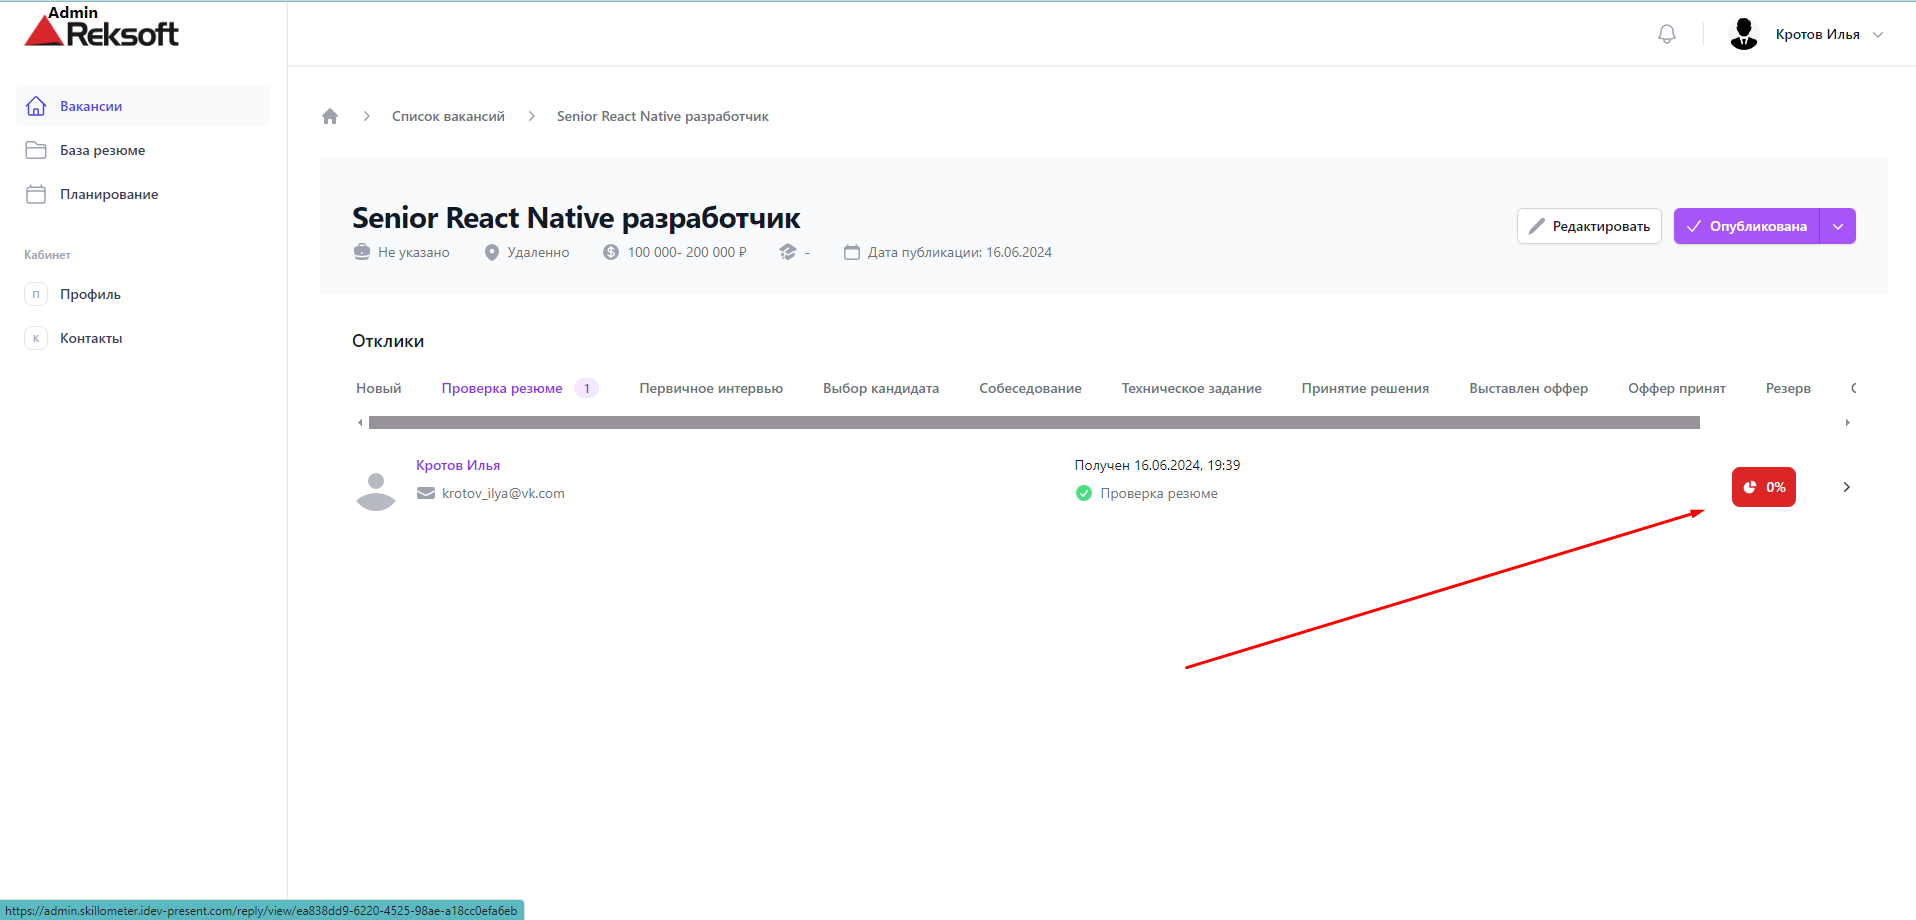 Admin
Reksoft
Кротов Илья
Вакансии
База резюме
Планирование
Кабинет
П Профиль
К Контакты
Список вакансий
Senior React Native разработчик
Senior React Native разработчик
Не указано
Удаленно
100 000- 200 000 ₽
-
Дата публикации: 16.06.2024
Редактировать
Опубликована
Отклики
Новый
Проверка резюме 1
Первичное интервью
Выбор кандидата
Собеседование
Техническое задание
Принятие решения
Выставлен оффер
Оффер принят
Резерв
Кротов Илья
krotov_ilya@vk.com
Получен 16.06.2024, 19:39
Проверка резюме
0%
https://admin.skillometer.idev-present.com/reply/view/ea838dd9-6220-4525-98ae-a18cc0efa6eb